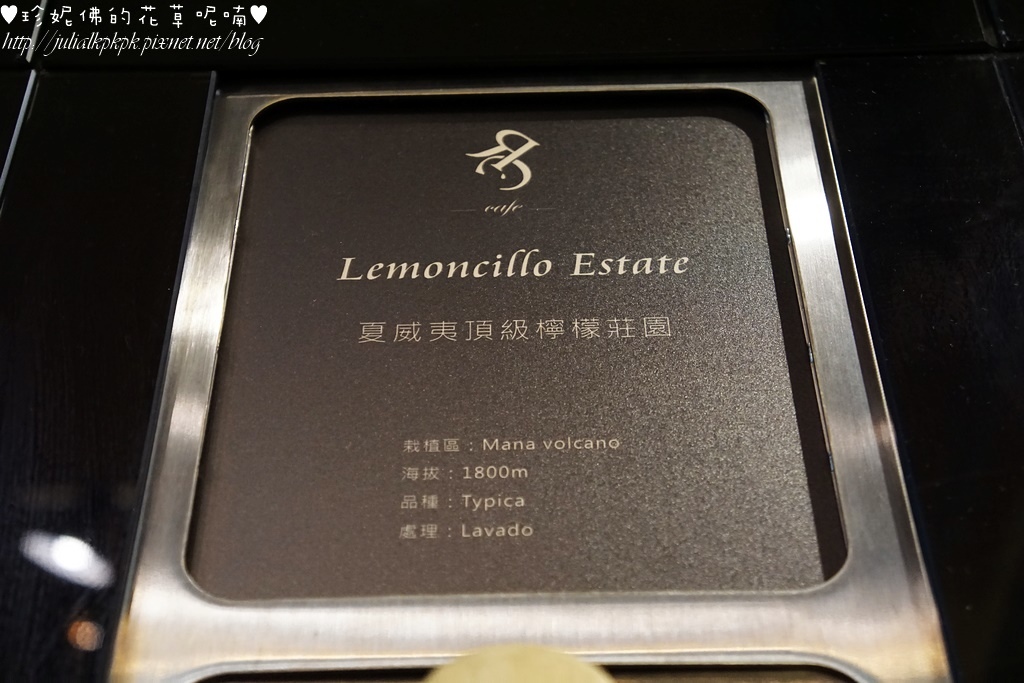 ♥珍妮佛的花草呢喃♥
http://julialkpkpk.pixnet.net/blog
cafe
Lemoncillo Estate
夏威夷頂級檸檬莊園
栽植區：Mana volcano
海拔：1800m
品種：Typica
處理：Lavado